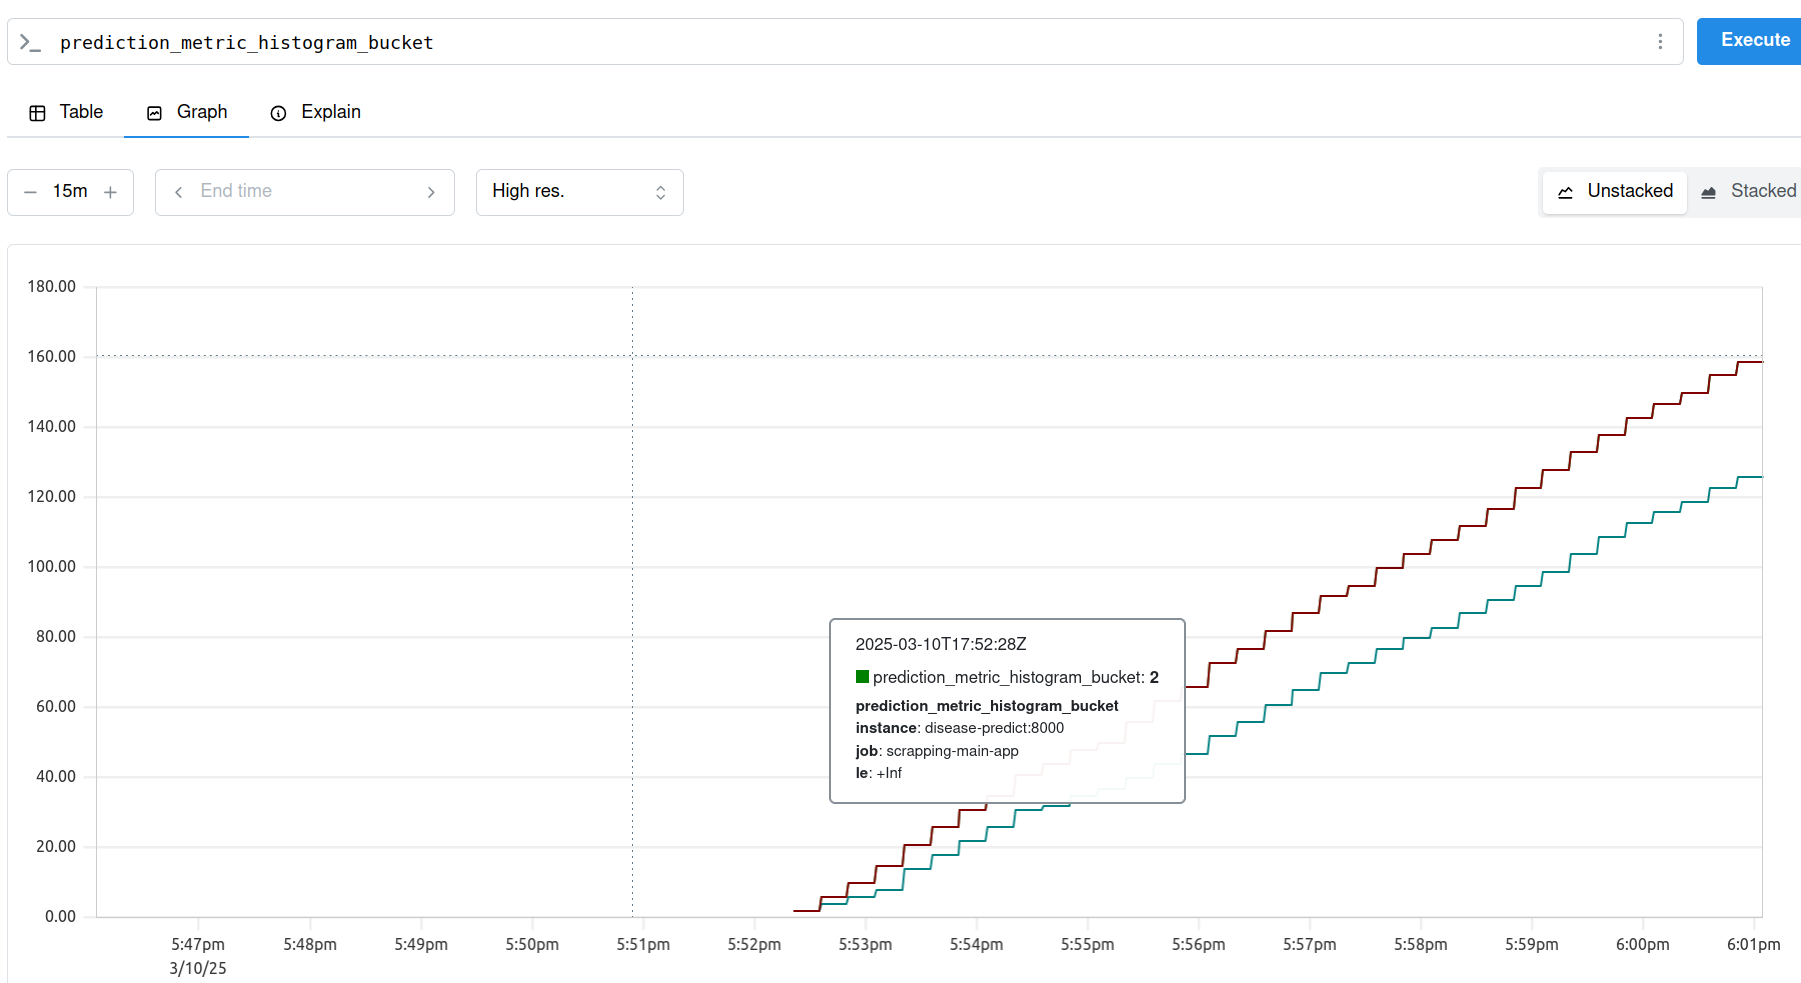 prediction_metric_histogram_bucket
Execute
Table
Graph
Explain
15m
End time
High res.
Unstacked
Stacked
180.00
160.00
140.00
120.00
100.00
80.00
60.00
40.00
20.00
0.00
2025-03-10T17:52:28Z
prediction_metric_histogram_bucket: 2
prediction_metric_histogram_bucket
instance: disease-predict:8000
job: scrapping-main-app
le: +Inf
5:47pm
5:48pm
5:49pm
5:50pm
5:51pm
5:52pm
5:53pm
5:54pm
5:55pm
5:56pm
5:57pm
5:58pm
5:59pm
6:00pm
6:01pm
3/10/25